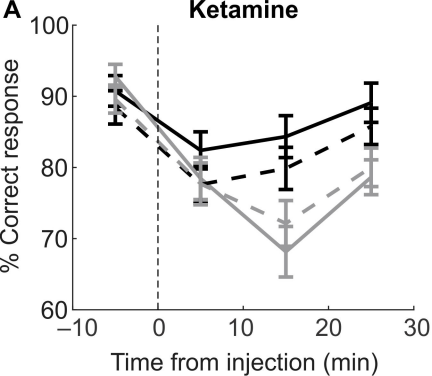 A
Ketamine
% Correct response
100
90
80
70
60
–10
0
10
20
30
Time from injection (min)